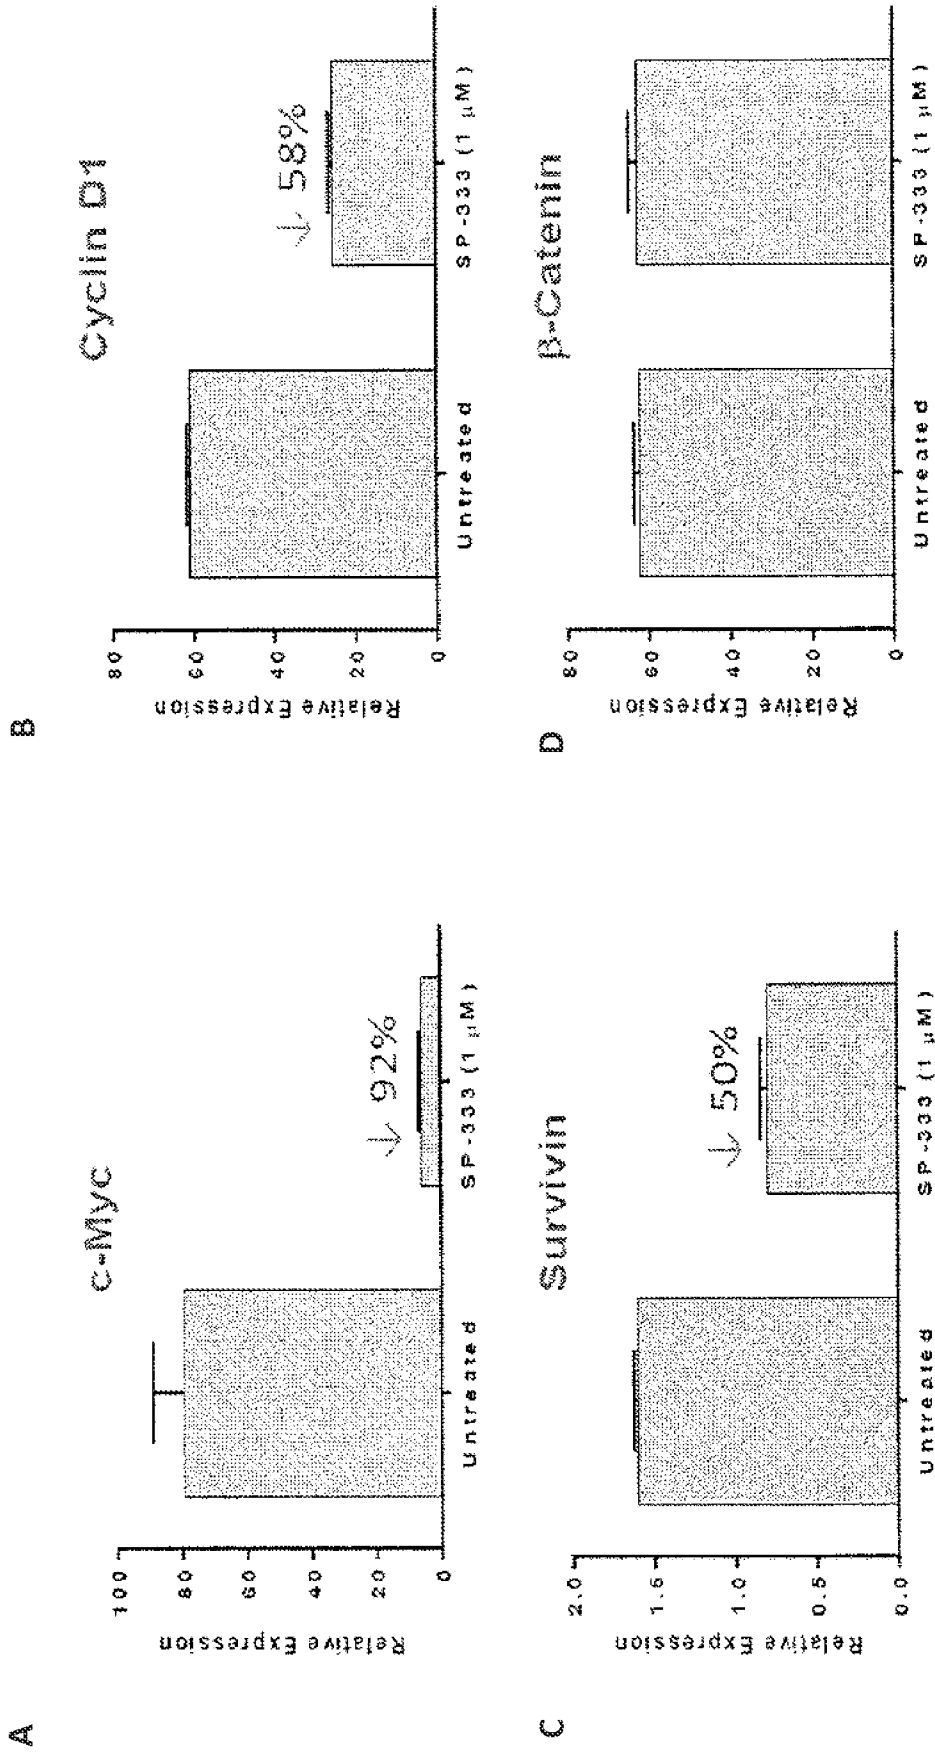 A
c-Myc
Relative Expression
100
80
60
40
20
0
↓ 92%
Untreated
SP-333 (1 μM)
B
Cyclin D1
Relative Expression
80
60
40
20
0
↓ 58%
Untreated
SP-333 (1 μM)
C
Survivin
Relative Expression
2.0
1.5
1.0
0.5
0.0
↓ 50%
Untreated
SP-333 (1 μM)
D
β-Catenin
Relative Expression
80
60
40
20
0
Untreated
SP-333 (1 μM)